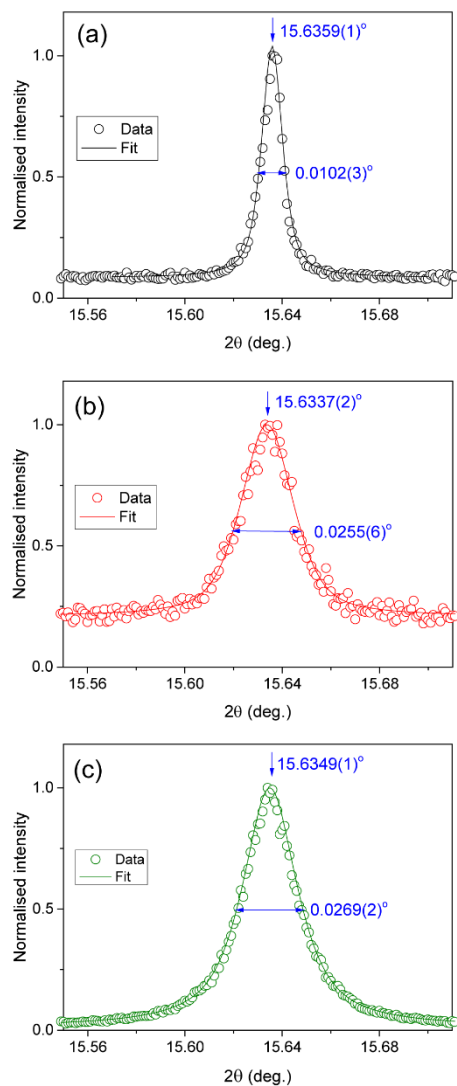 (a)
15.6359(1)°
Normalised intensity
1.0
0.5
0.0
Data
Fit
0.0102(3)°
15.56
15.60
15.64
15.68
2θ (deg.)
(b)
15.6337(2)°
Normalised intensity
1.0
0.5
0.0
Data
Fit
0.0255(6)°
15.56
15.60
15.64
15.68
2θ (deg.)
(c)
15.6349(1)°
Normalised intensity
1.0
0.5
0.0
Data
Fit
0.0269(2)°
15.56
15.60
15.64
15.68
2θ (deg.)